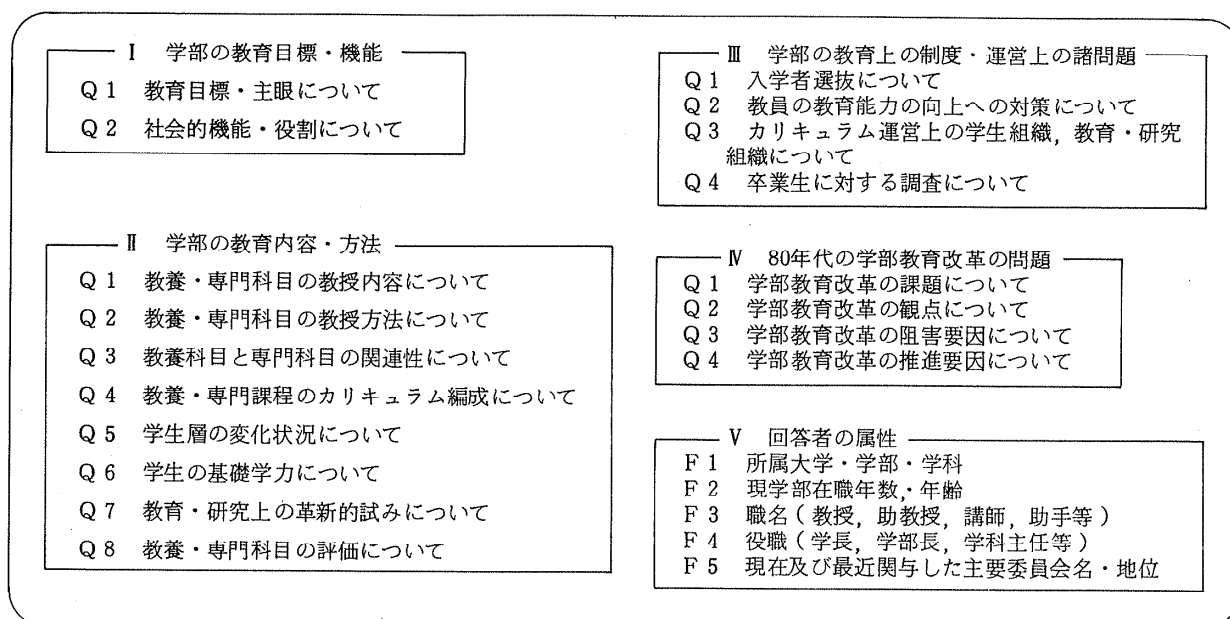 Ⅰ 学部の教育目標・機能
Q1 教育目標・主眼について
Q2 社会的機能・役割について
Ⅱ 学部の教育内容・方法
Q1 教養・専門科目の教授内容について
Q2 教養・専門科目の教授方法について
Q3 教養科目と専門科目の関連性について
Q4 教養・専門課程のカリキュラム編成について
Q5 学生層の変化状況について
Q6 学生の基礎学力について
Q7 教育・研究上の革新的試みについて
Q8 教養・専門科目の評価について
Ⅲ 学部の教育上の制度・運営上の諸問題
Q1 入学者選抜について
Q2 教員の教育能力の向上への対策について
Q3 カリキュラム運営上の学生組織,教育・研究
組織について
Q4 卒業生に対する調査について
Ⅳ 80年代の学部教育改革の問題
Q1 学部教育改革の課題について
Q2 学部教育改革の観点について
Q3 学部教育改革の阻害要因について
Q4 学部教育改革の推進要因について
Ⅴ 回答者の属性
F1 所属大学・学部・学科
F2 現学部在職年数・年齢
F3 職名(教授,助教授,講師,助手等)
F4 役職(学長,学部長,学科主任等)
F5 現在及び最近関与した主要委員会名・地位